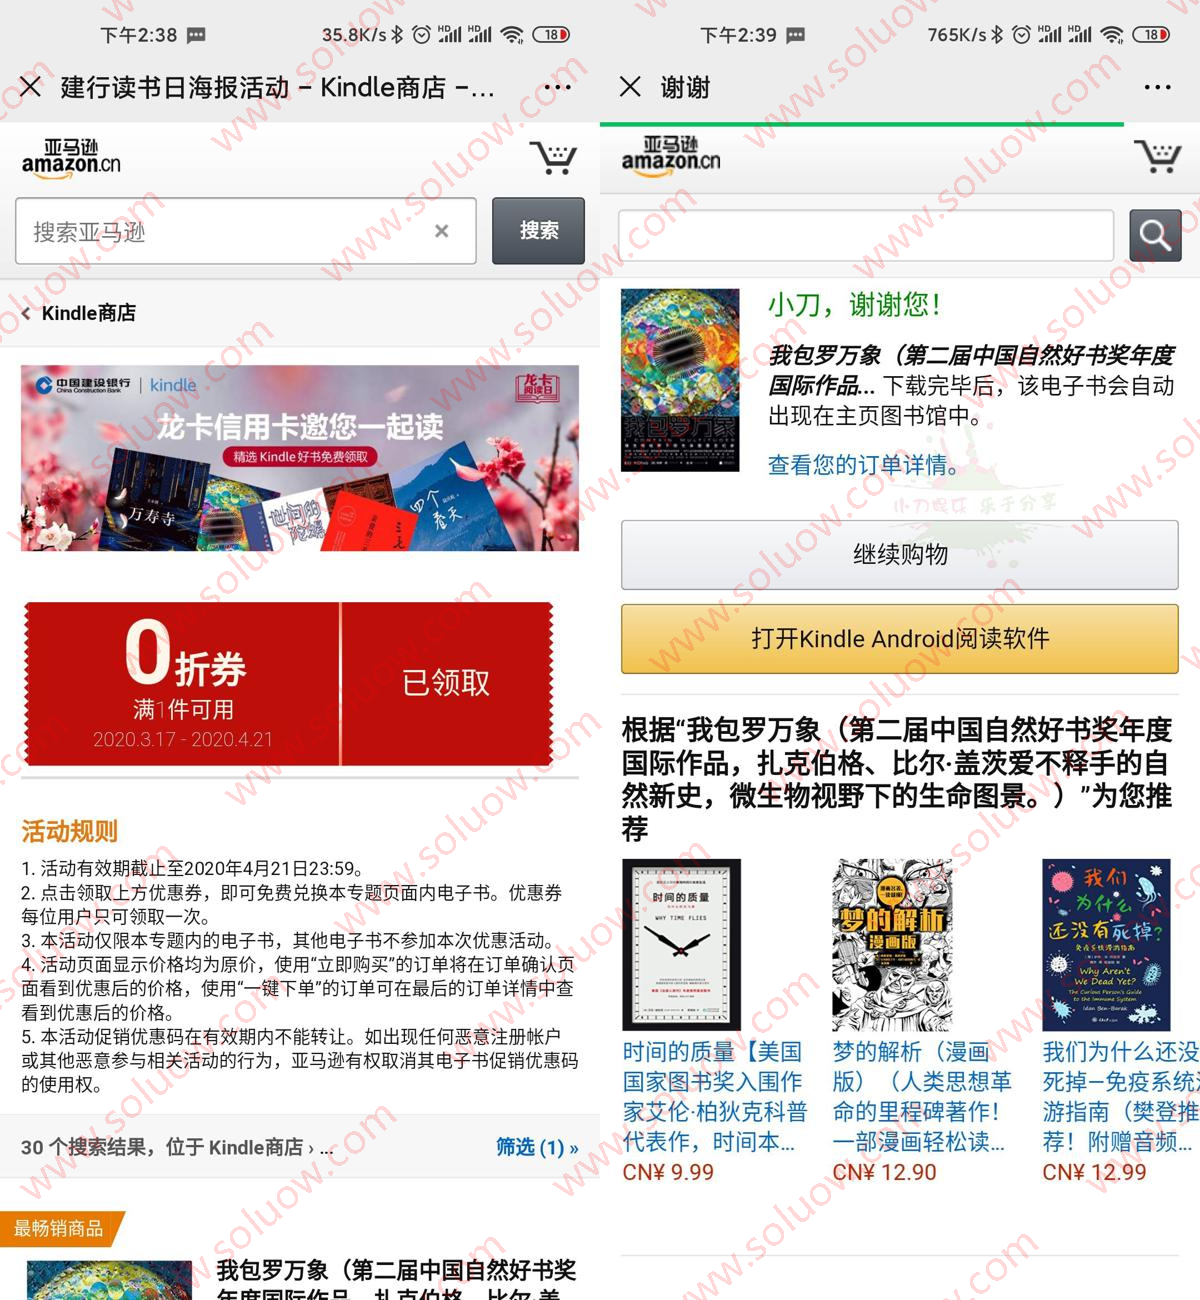 下午2:38
35.8K/s
HD
HD
18
建行读书日海报活动 – Kindle商店 –...
亚马逊
amazon.cn
搜索亚马逊
搜索
Kindle商店
中国建设银行
China Construction Bank
kindle
龙卡
阅读日
龙卡信用卡邀您一起读
精选 Kindle 好书免费领取
万寿寺
世间的
陀螺
三毛
四个
春天
0折券
满1件可用
2020.3.17 - 2020.4.21
已领取
活动规则
1. 活动有效期截止至2020年4月21日23:59。
2. 点击领取上方优惠券，即可免费兑换本专题页面内电子书。优惠券
每位用户只可领取一次。
3. 本活动仅限本专题内的电子书，其他电子书不参加本次优惠活动。
4. 活动页面显示价格均为原价，使用“立即购买”的订单将在订单确认页
面看到优惠后的价格，使用“一键下单”的订单可在最后的订单详情中查
看到优惠后的价格。
5. 本活动促销优惠码在有效期内不能转让。如出现任何恶意注册帐户
或其他恶意参与相关活动的行为，亚马逊有权取消其电子书促销优惠码
的使用权。
30 个搜索结果，位于 Kindle商店 › ...
筛选 (1) »
最畅销商品
我包罗万象（第二届中国自然好书奖
年度国际作品，扎克伯格、比尔·盖
下午2:39
765K/s
HD
HD
18
谢谢
亚马逊
amazon.cn
我包罗万象
小刀，谢谢您！
我包罗万象（第二届中国自然好书奖年度
国际作品... 下载完毕后，该电子书会自动
出现在主页图书馆中。
查看您的订单详情。
小刀娱乐 乐于分享
继续购物
打开Kindle Android阅读软件
根据“我包罗万象（第二届中国自然好书奖年度
国际作品，扎克伯格、比尔·盖茨爱不释手的自
然新史，微生物视野下的生命图景。）”为您推
荐
时间的质量
WHY TIME FLIES
梦的解析
漫画版
我们
为什么
还没有死掉?
免疫系统漫游指南
Why Aren't
We Dead Yet?
The Curious Person's Guide
to the Immune System
Idan Ben-Barak
时间的质量【美国
国家图书奖入围作
家艾伦·柏狄克科普
代表作，时间本...
CN¥ 9.99
梦的解析（漫画
版）（人类思想革
命的里程碑著作！
一部漫画轻松读...
CN¥ 12.90
我们为什么还没
死掉—免疫系统
游指南（樊登推
荐！附赠音频...
CN¥ 12.99
www.soluow.com